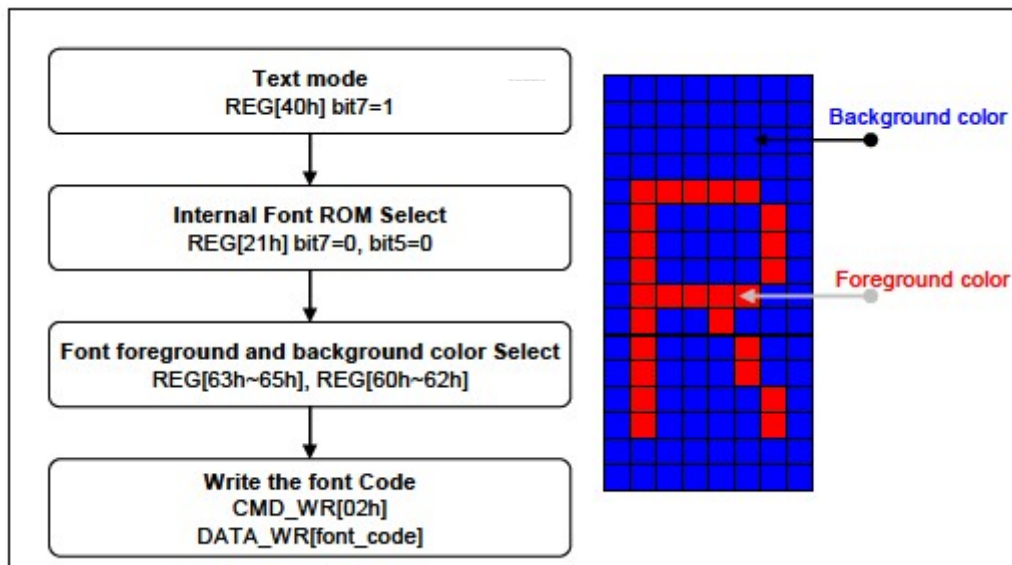 Text mode
REG[40h] bit7=1
Internal Font ROM Select
REG[21h] bit7=0, bit5=0
Font foreground and background color Select
REG[63h~65h], REG[60h~62h]
Write the font Code
CMD_WR[02h]
DATA_WR[font_code]
Background color
Foreground color